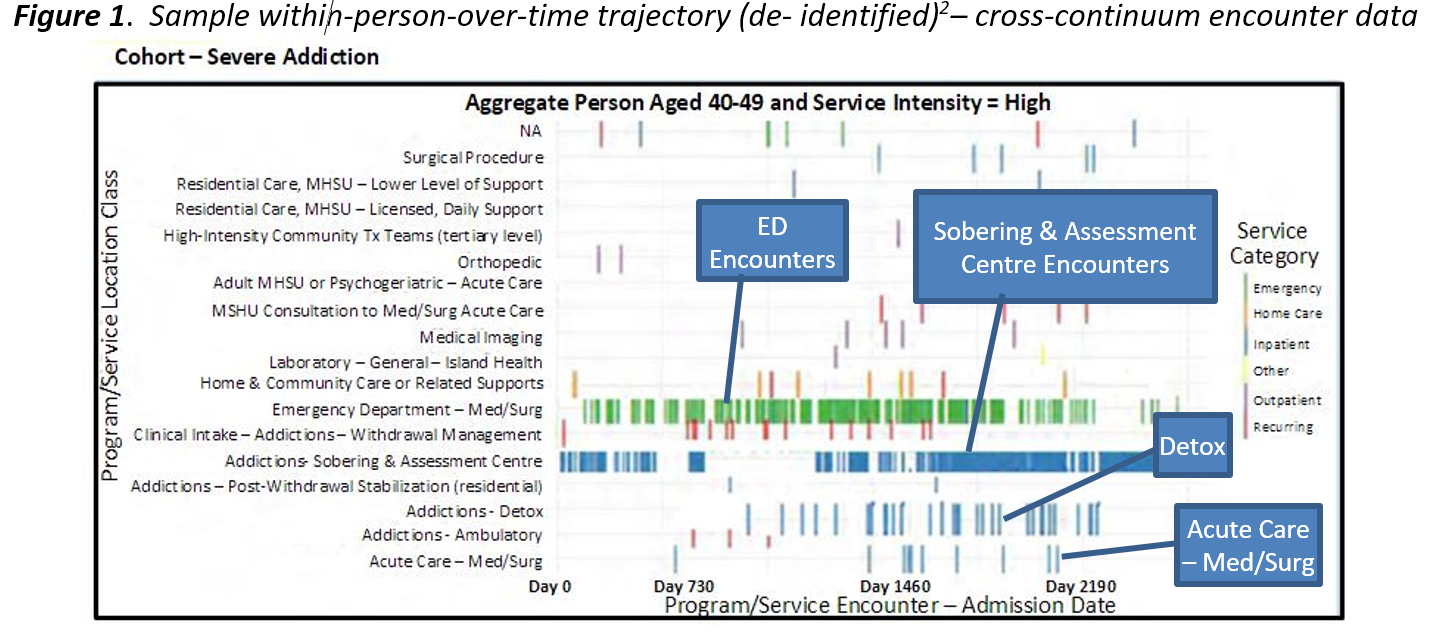 Figure 1.  Sample within-person-over-time trajectory (de- identified)2– cross-continuum encounter data
Cohort – Severe Addiction
Aggregate Person Aged 40-49 and Service Intensity = High
Program/Service Location Class
NA
Surgical Procedure
Residential Care, MHSU – Lower Level of Support
Residential Care, MHSU – Licensed, Daily Support
High-Intensity Community Tx Teams (tertiary level)
Orthopedic
Adult MHSU or Psychogeriatric – Acute Care
MSHU Consultation to Med/Surg Acute Care
Medical Imaging
Laboratory – General – Island Health
Home & Community Care or Related Supports
Emergency Department – Med/Surg
Clinical Intake – Addictions – Withdrawal Management
Addictions- Sobering & Assessment Centre
Addictions – Post-Withdrawal Stabilization (residential)
Addictions - Detox
Addictions - Ambulatory
Acute Care – Med/Surg
ED
Encounters
Sobering & Assessment
Centre Encounters
Detox
Acute Care
– Med/Surg
Service
Category
Emergency
Home Care
Inpatient
Other
Outpatient
Recurring
Day 0
Day 730
Day 1460
Day 2190
Program/Service Encounter – Admission Date